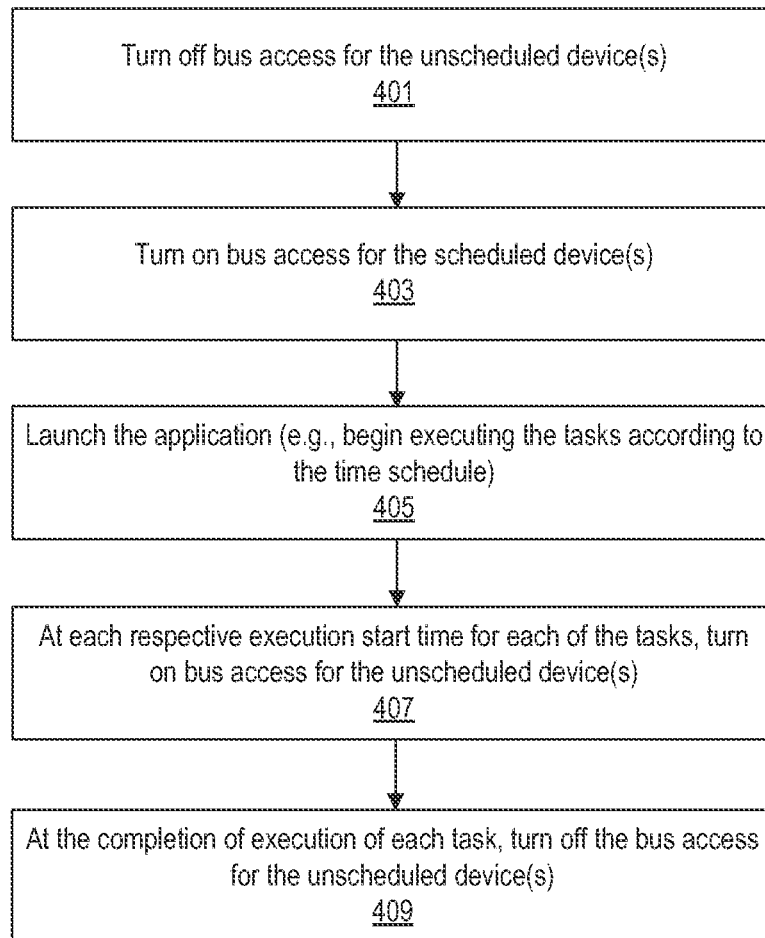 Turn off bus access for the unscheduled device(s)
401
Turn on bus access for the scheduled device(s)
403
Launch the application (e.g., begin executing the tasks according to
the time schedule)
405
At each respective execution start time for each of the tasks, turn
on bus access for the unscheduled device(s)
407
At the completion of execution of each task, turn off the bus access
for the unscheduled device(s)
409